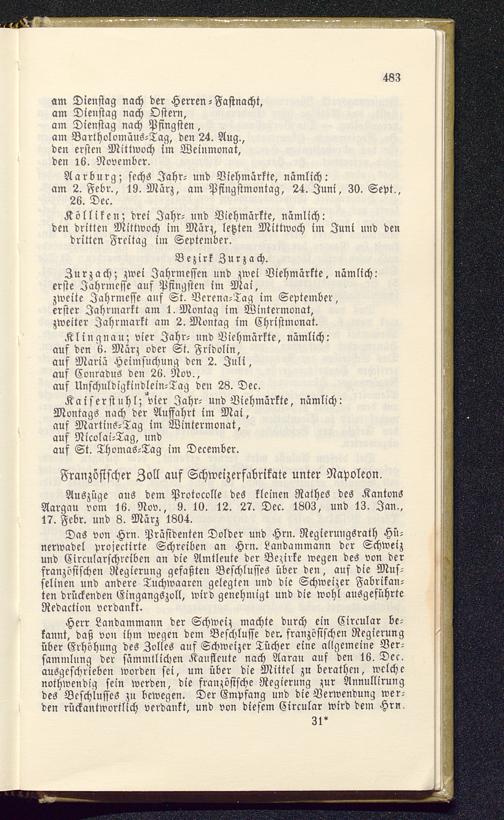 483
am Dienstag nach der Herren-Fastnacht,
am Dienstag nach Ostern,
am Dienstag nach Pfingsten,
am Bartholomäus-Tag, den 24. Aug.,
den ersten Mittwoch im Weinmonat,
den 16. November.
Aarburg; sechs Jahr- und Viehmärkte, nämlich:
am 2. Febr., 19. März, am Pfingstmontag, 24. Juni, 30. Sept.,
26. Dec.
Kölliken; drei Jahr- und Viehmärkte, nämlich:
den dritten Mittwoch im März, letzten Mittwoch im Juni und den
dritten Freitag im September.
Bezirk Zurzach.
Zurzach; zwei Jahrmessen und zwei Viehmärkte, nämlich:
erste Jahrmesse auf Pfingsten im Mai,
zweite Jahrmesse auf St. Verena-Tag im September,
erster Jahrmarkt am 1. Montag im Wintermonat,
zweiter Jahrmarkt am 2. Montag im Christmonat.
Klingnau; vier Jahr- und Viehmärkte, nämlich:
auf den 6. März oder St. Fridolin,
auf Mariä Heimsuchung den 2. Juli,
auf Conradus den 26. Nov.,
auf Unschuldigkindlein-Tag den 28. Dec.
Kaiserstuhl; vier Jahr- und Viehmärkte, nämlich:
Montags nach der Auffahrt im Mai,
auf Martins-Tag im Wintermonat,
auf Nicolai-Tag, und
auf St. Thomas-Tag im December.
Französischer Zoll auf Schweizerfabrikate unter Napoleon.
Auszüge aus dem Protocolle des kleinen Rathes des Kantons
Aargau vom 16. Nov., 9. 10. 12. 27. Dec. 1803, und 13. Jan.,
17. Febr. und 8. März 1804.
Das von Hrn. Präsidenten Dolder und Hrn. Regierungsrath Hü-
nerwadel projectirte Schreiben an Hrn. Landammann der Schweiz
und Circularschreiben an die Amtleute der Bezirke wegen des von der
französischen Regierung gefaßten Beschlusses über den, auf die Mus-
selinen und andere Tuchwaaren gelegten und die Schweizer Fabrikan-
ten drückenden Eingangszoll, wird genehmigt und die wohl ausgeführte
Redaction verdankt.
Herr Landammann der Schweiz machte durch ein Circular be-
kannt, daß von ihm wegen dem Beschlusse der französischen Regierung
über Erhöhung des Zolles auf Schweizer Tücher eine allgemeine Ver-
sammlung der sämmtlichen Kaufleute nach Aarau auf den 16. Dec.
ausgeschrieben worden sei, um über die Mittel zu berathen, welche
nothwendig sein werden, die französische Regierung zur Annullirung
des Beschlusses zu bewegen. Der Empfang und die Verwendung wer-
den rückantwortlich verdankt, und von diesem Circular wird dem Hrn.
31*